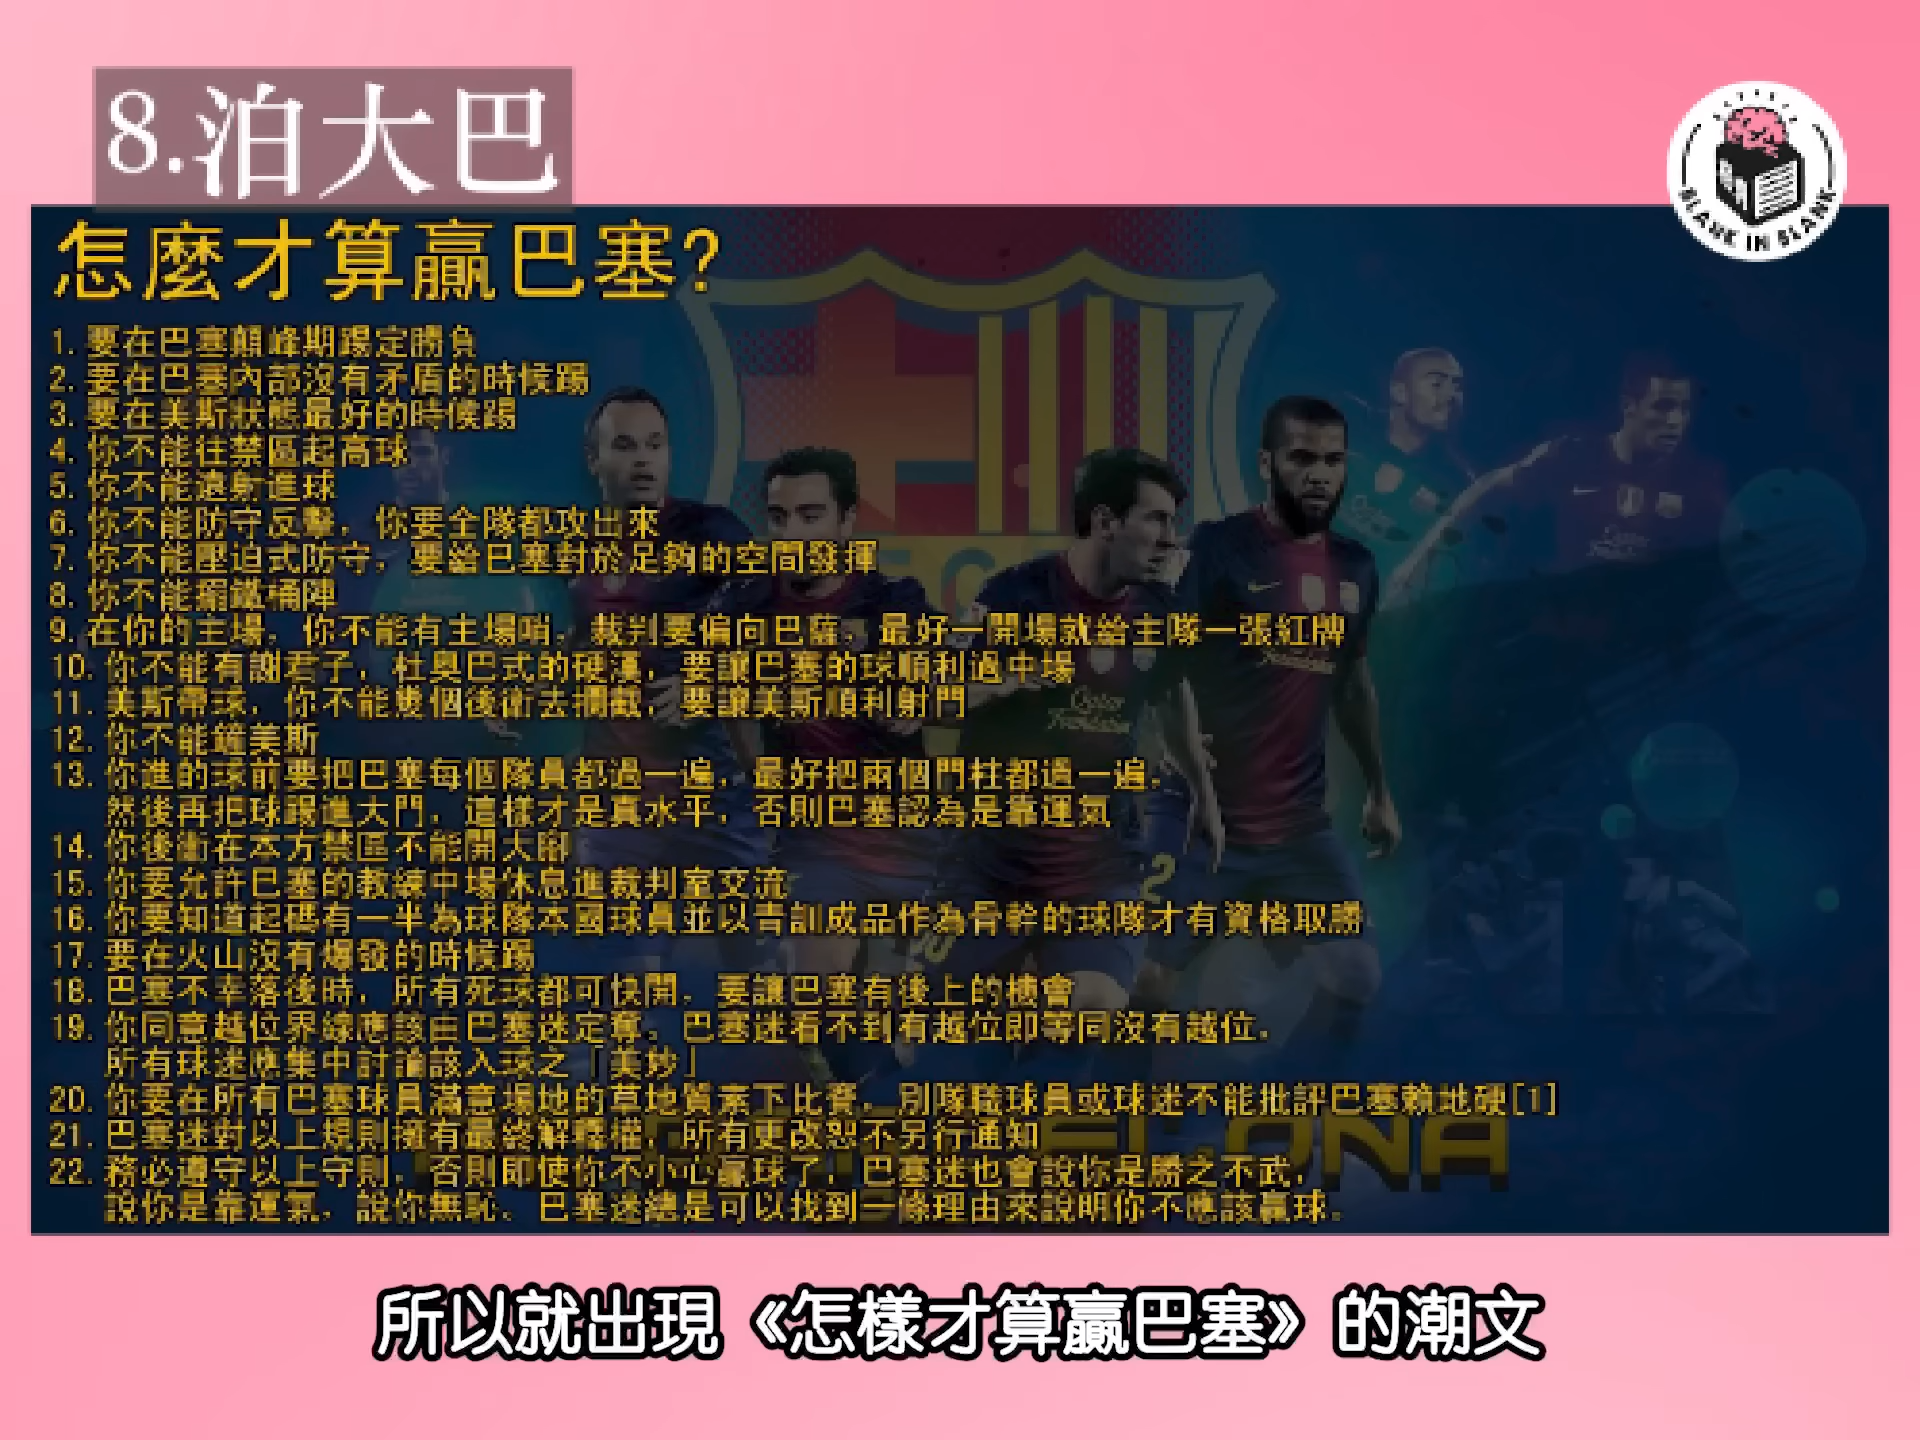 8.泊大巴
BLANK IN BLANK
怎麼才算贏巴塞?
1. 要在巴塞顛峰期踢定勝負
2. 要在巴塞內部沒有矛盾的時候踢
3. 要在美斯狀態最好的時候踢
4. 你不能往禁區起高球
5. 你不能遠射進球
6. 你不能防守反擊，你要全隊都攻出來
7. 你不能壓迫式防守，要給巴塞對於足夠的空間發揮
8. 你不能擺鐵桶陣
9. 在你的主場，你不能有主場哨，裁判要偏向巴薩，最好一開場就給主隊一張紅牌
10. 你不能有謝君子，杜奧巴式的硬漢，要讓巴塞的球順利過中場
11. 美斯帶球，你不能幾個後衛去攔截，要讓美斯順利射門
12. 你不能鏟美斯
13. 你進的球前要把巴塞每個隊員都過一遍，最好把兩個門柱都過一遍，
然後再把球踢進大門，這樣才是真水平，否則巴塞認為是靠運氣
14. 你後衛在本方禁區不能開大腳
15. 你要允許巴塞的教練中場休息進裁判室交流
16. 你要知道起碼有一半為球隊本國球員並以青訓成品作為骨幹的球隊才有資格取勝
17. 要在火山沒有爆發的時候踢
18. 巴塞不幸落後時，所有死球都可快開，要讓巴塞有後上的機會
19. 你同意越位界線應該由巴塞迷定奪，巴塞迷看不到有越位即等同沒有越位，
所有球迷應集中討論該入球之「美妙」
20. 你要在所有巴塞球員滿意場地的草地質素下比賽，別隊職球員或球迷不能批評巴塞賴地硬[1]
21. 巴塞迷對以上規則擁有最終解釋權，所有更改恕不另行通知
22. 務必遵守以上守則，否則即使你不小心贏球了，巴塞迷也會說你是勝之不武，
說你是靠運氣，說你無恥，巴塞迷總是可以找到一條理由來說明你不應該贏球。
所以就出現《怎樣才算贏巴塞》的潮文